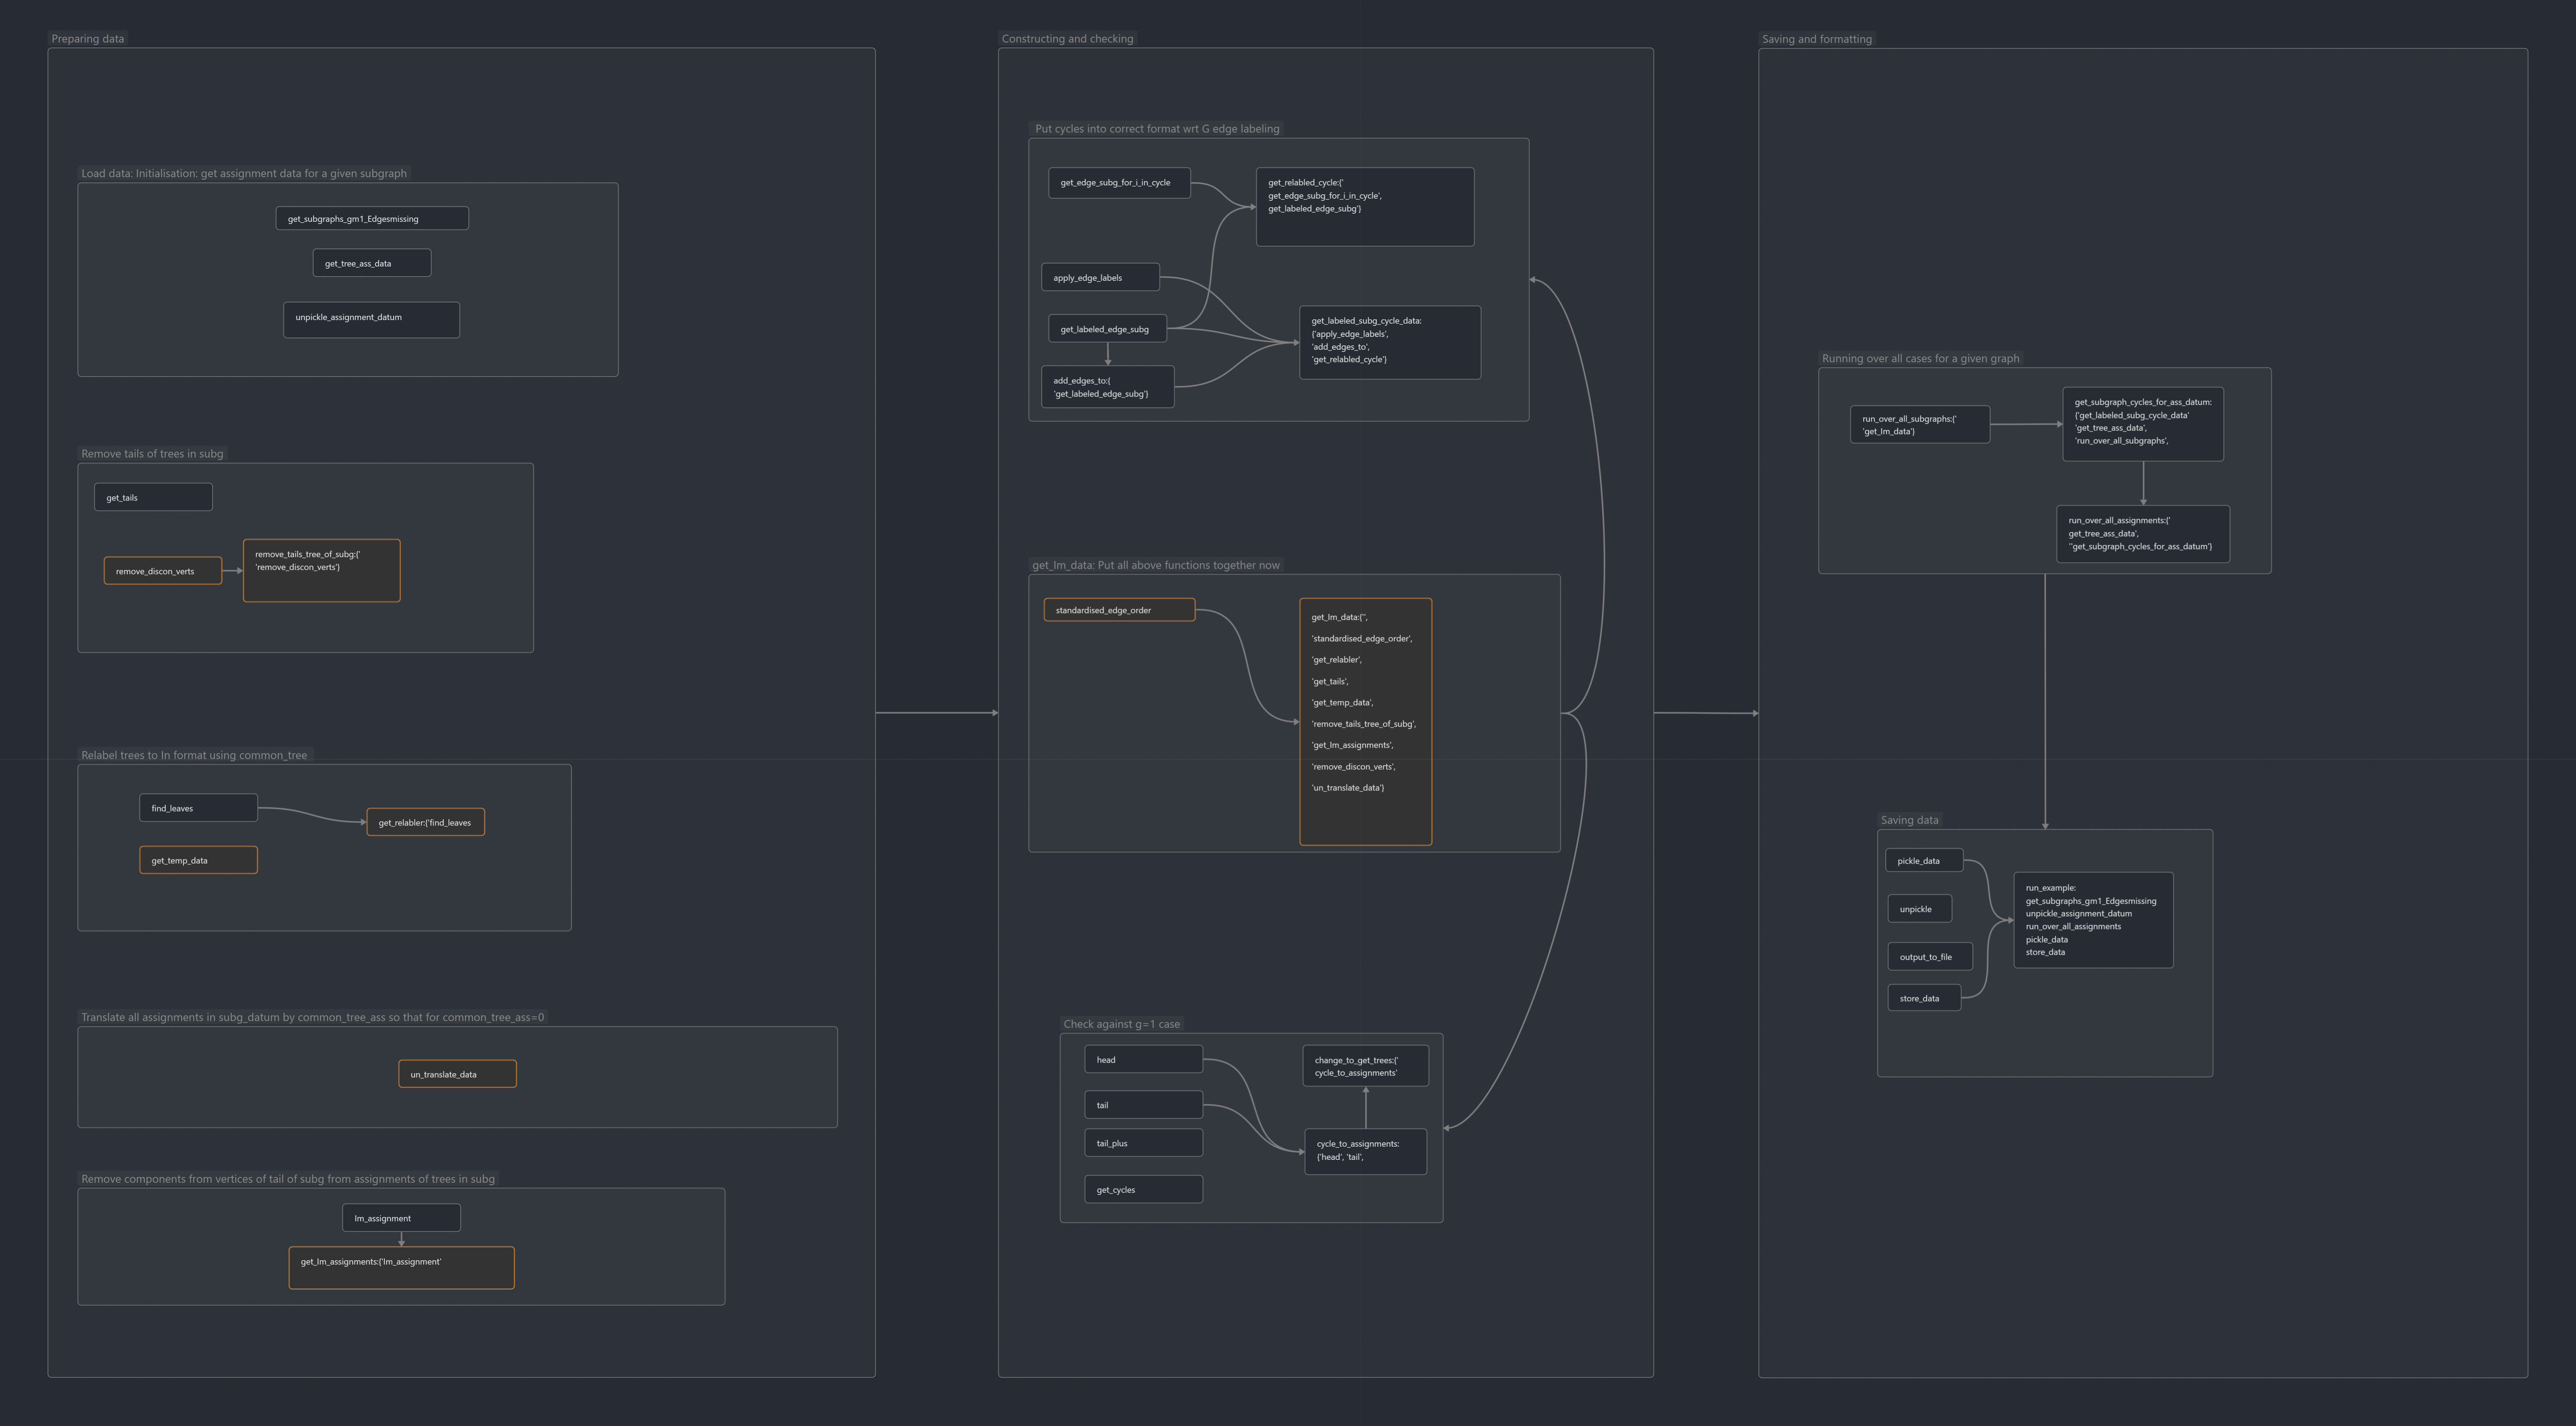 Preparing data
Load data: Initialisation: get assignment data for a given subgraph
get_subgraphs_gm1_Edgesmissing
get_tree_ass_data
unpickle_assignment_datum
Remove tails of trees in subg
get_tails
remove_discon_verts
remove_tails_tree_of_subg:{'
'remove_discon_verts'}
Relabel trees to ln format using common_tree
find_leaves
get_relabler:{'find_leaves
get_temp_data
Translate all assignments in subg_datum by common_tree_ass so that for common_tree_ass=0
un_translate_data
Remove components from vertices of tail of subg from assignments of trees in subg
lm_assignment
get_lm_assignments:{'lm_assignment'
Constructing and checking
Put cycles into correct format wrt G edge labeling
get_edge_subg_for_i_in_cycle
get_relabled_cycle:{'
get_edge_subg_for_i_in_cycle',
get_labeled_edge_subg'}
apply_edge_labels
get_labeled_edge_subg
add_edges_to:{
'get_labeled_edge_subg'}
get_labeled_subg_cycle_data:
{'apply_edge_labels',
'add_edges_to',
'get_relabled_cycle'}
get_lm_data: Put all above functions together now
standardised_edge_order
get_lm_data:{'',
'standardised_edge_order',
'get_relabler',
'get_tails',
'get_temp_data',
'remove_tails_tree_of_subg',
'get_lm_assignments',
'remove_discon_verts',
'un_translate_data'}
Check against g=1 case
head
tail
tail_plus
get_cycles
change_to_get_trees:{'
cycle_to_assignments'
cycle_to_assignments:
{'head', 'tail',
Saving and formatting
Running over all cases for a given graph
run_over_all_subgraphs:{'
'get_lm_data'}
get_subgraph_cycles_for_ass_datum:
{'get_labeled_subg_cycle_data'
'get_tree_ass_data',
'run_over_all_subgraphs',
run_over_all_assignments:{'
get_tree_ass_data',
''get_subgraph_cycles_for_ass_datum'}
Saving data
pickle_data
unpickle
output_to_file
store_data
run_example:
get_subgraphs_gm1_Edgesmissing
unpickle_assignment_datum
run_over_all_assignments
pickle_data
store_data